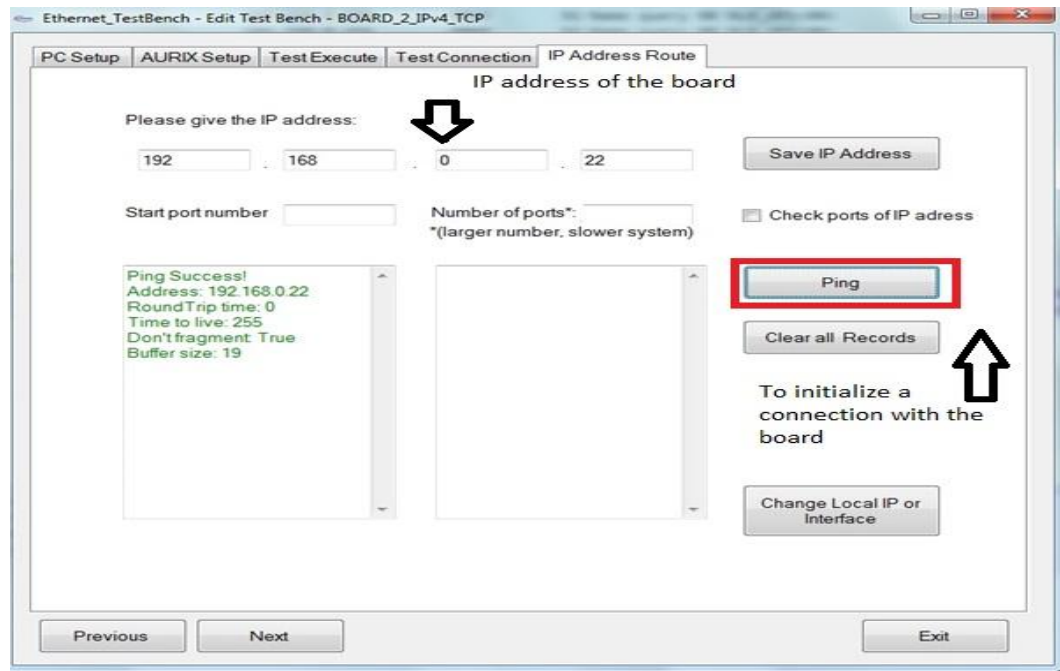 Ethernet_TestBench - Edit Test Bench - BOARD_2_IPv4_TCP
PC Setup AURIX Setup Test Execute Test Connection IP Address Route
IP address of the board
Please give the IP address:
192 . 168 . 0 . 22 Save IP Address
Start port number Number of ports*: Check ports of IP adress
*(larger number, slower system)
Ping Success!
Address: 192.168.0.22
RoundTrip time: 0
Time to live: 255
Don't fragment: True
Buffer size: 19
Ping
Clear all Records
To initialize a
connection with the
board
Change Local IP or
Interface
Previous Next Exit